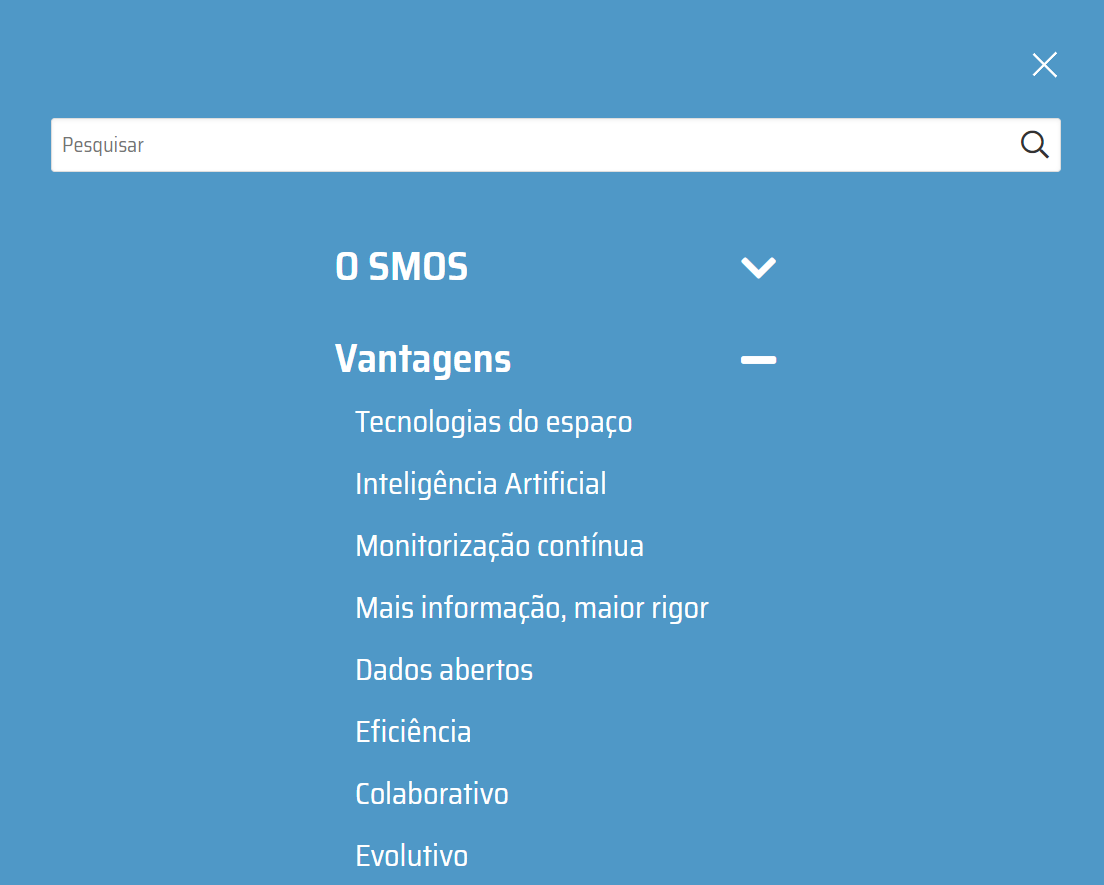 Pesquisar
O SMOS
Vantagens
Tecnologias do espaço
Inteligência Artificial
Monitorização contínua
Mais informação, maior rigor
Dados abertos
Eficiência
Colaborativo
Evolutivo